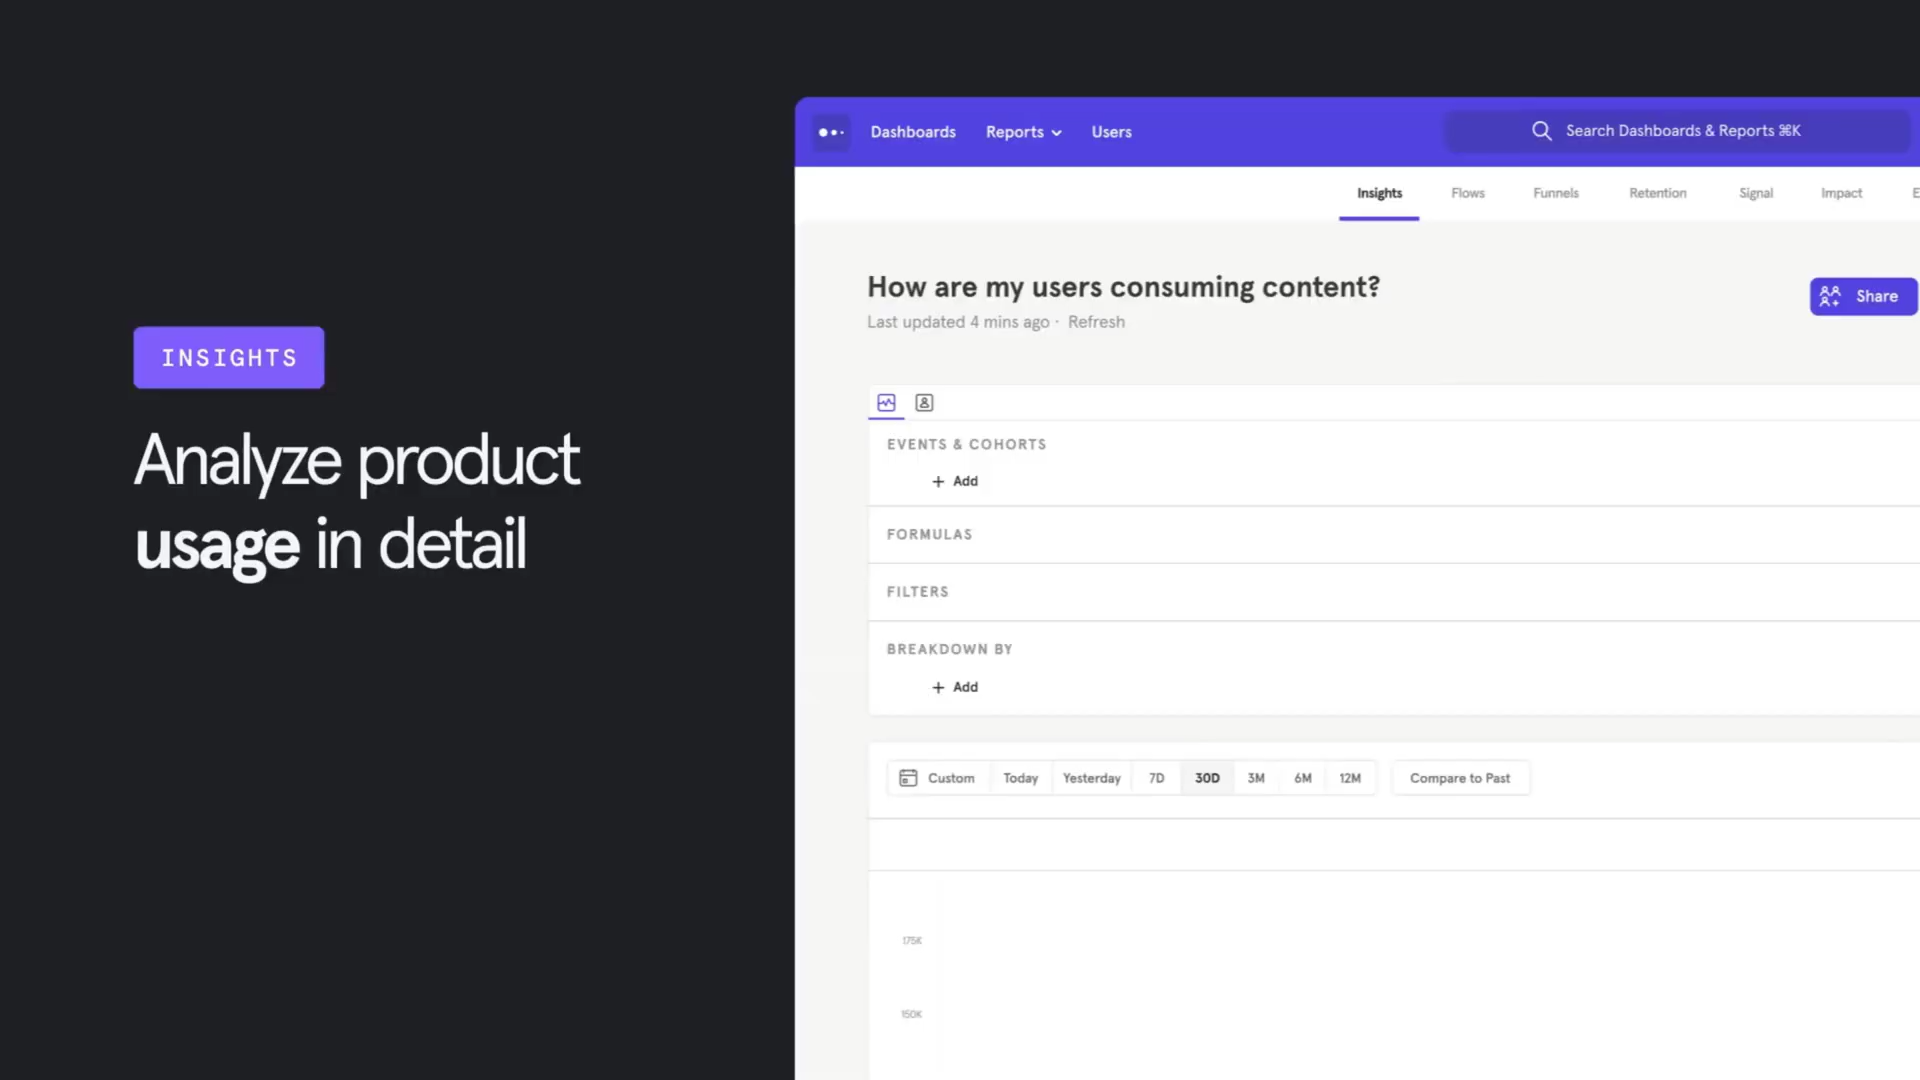 INSIGHTS
Analyze product
usage in detail
Dashboards Reports Users
Search Dashboards & Reports ⌘K
Insights Flows Funnels Retention Signal Impact E
How are my users consuming content?
Last updated 4 mins ago · Refresh
Share
EVENTS & COHORTS
+ Add
FORMULAS
FILTERS
BREAKDOWN BY
+ Add
Custom Today Yesterday 7D 30D 3M 6M 12M Compare to Past
175K
150K